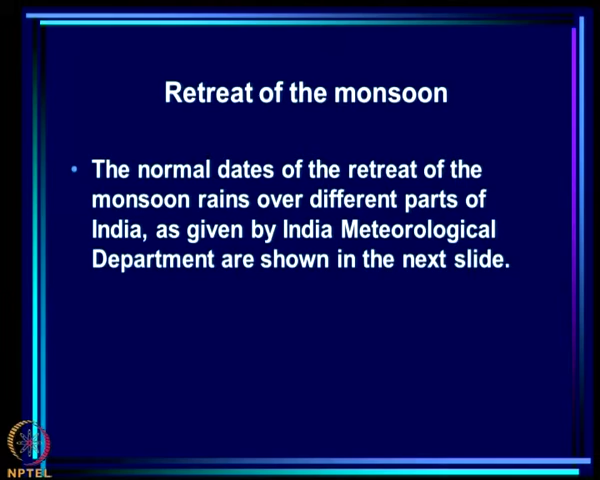 Retreat of the monsoon
• The normal dates of the retreat of the
monsoon rains over different parts of
India, as given by India Meteorological
Department are shown in the next slide.
NPTEL